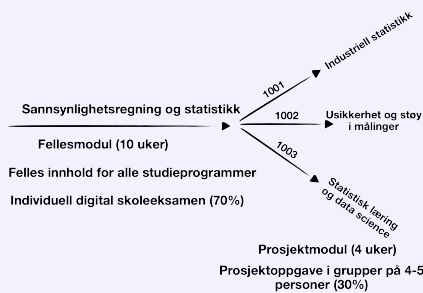 Industriell statistikk
1001
Sannsynlighetsregning og statistikk
1002
Usikkerhet og støy
i målinger
Fellesmodul (10 uker)
1003
Felles innhold for alle studieprogrammer
Statistisk læring
og data science
Individuell digital skoleeksamen (70%)
Prosjektmodul (4 uker)
Prosjektoppgave i grupper på 4-5
personer (30%)